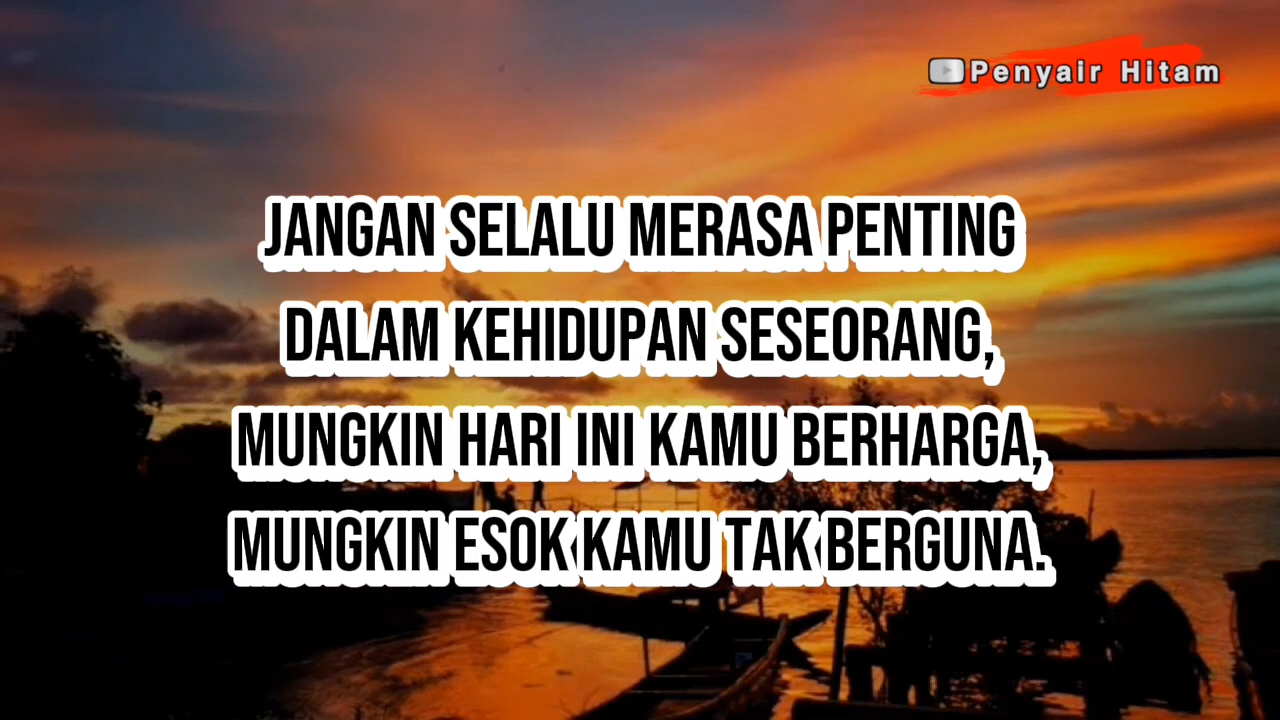 Penyair Hitam
JANGAN SELALU MERASA PENTING
DALAM KEHIDUPAN SESEORANG,
MUNGKIN HARI INI KAMU BERHARGA,
MUNGKIN ESOK KAMU TAK BERGUNA.